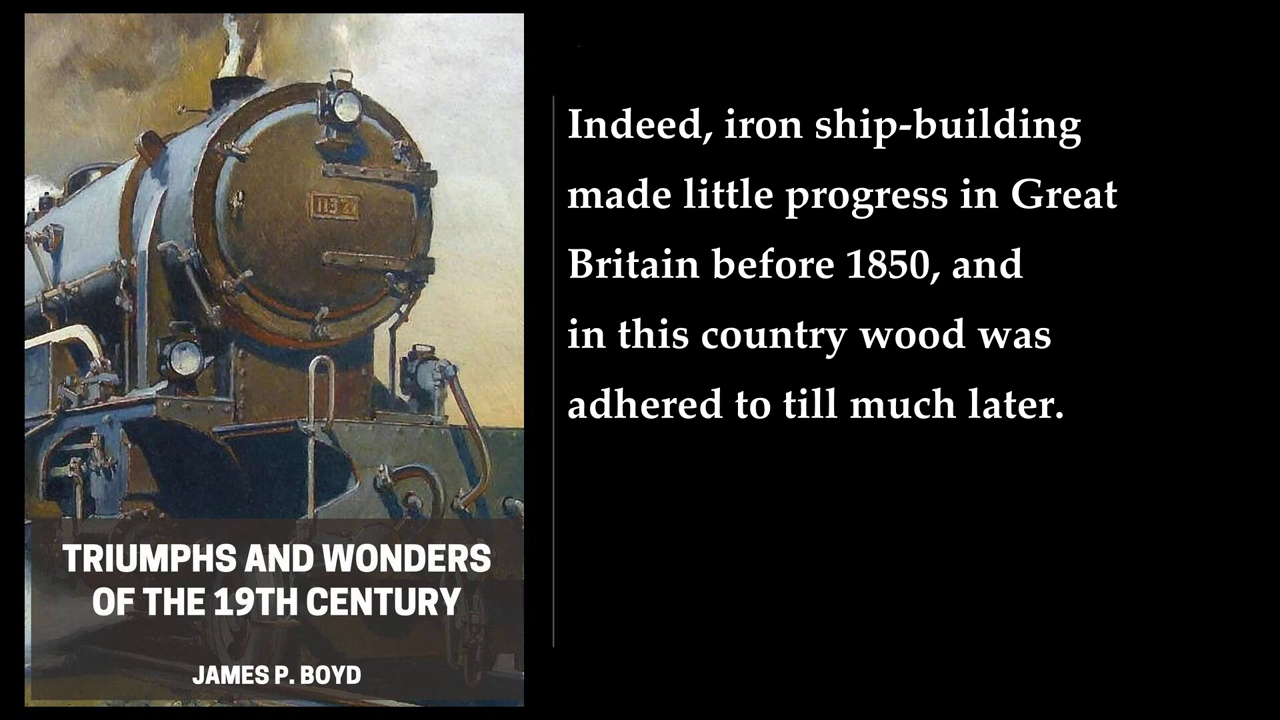 Indeed, iron ship-building
made little progress in Great
Britain before 1850, and
in this country wood was
adhered to till much later.
TRIUMPHS AND WONDERS
OF THE 19TH CENTURY
JAMES P. BOYD